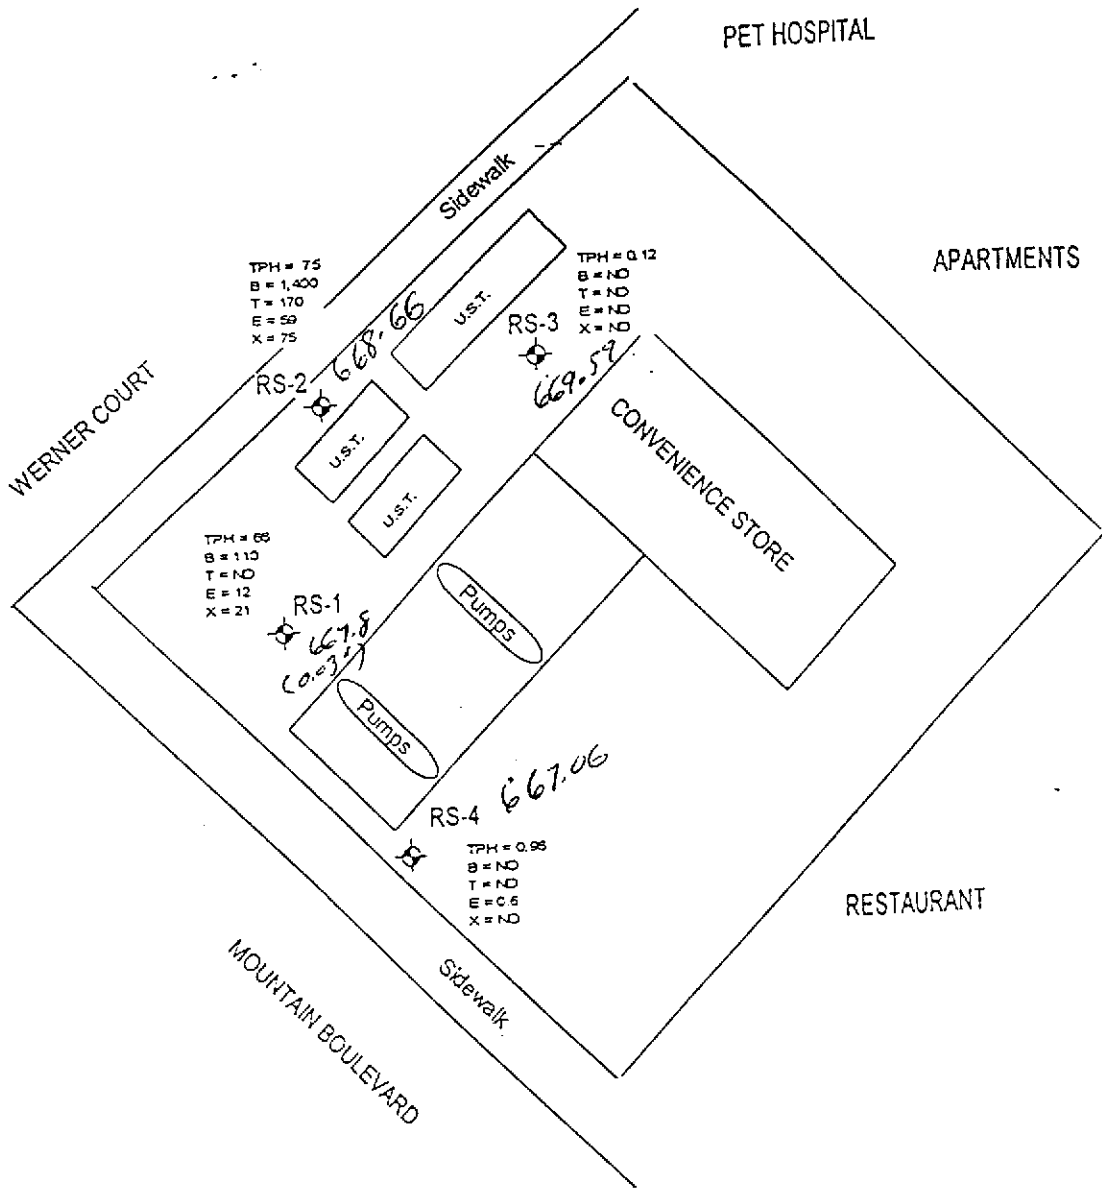 PET HOSPITAL
Sidewalk
APARTMENTS
TPH = 75
B = 1,400
T = 170
E = 59
X = 75
TPH = 0.12
B = ND
T = ND
E = ND
X = ND
U.S.T.
RS-3
669.59
RS-2
668.66
WERNER COURT
U.S.T.
U.S.T.
CONVENIENCE STORE
TPH = 66
B = 110
T = ND
E = 12
X = 21
RS-1
667.8
Pumps
Pumps
RS-4
667.06
TPH = 0.95
B = ND
T = ND
E = 0.5
X = ND
RESTAURANT
Sidewalk
MOUNTAIN BOULEVARD